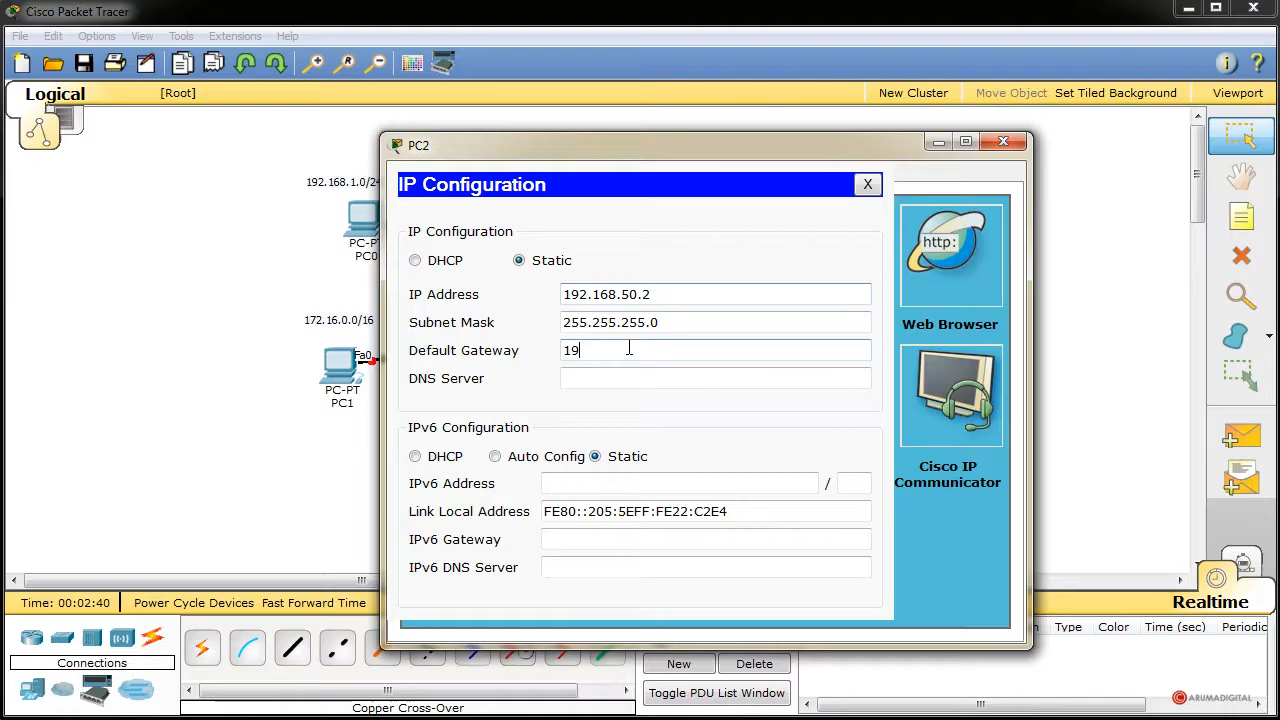 Cisco Packet Tracer
File Edit Options View Tools Extensions Help
Logical
[Root]
New Cluster Move Object Set Tiled Background Viewport
192.168.1.0/24
PC-PT
PC0
172.16.0.0/16
Fa0
PC-PT
PC1
PC2
IP Configuration
X
IP Configuration
DHCP Static
IP Address 192.168.50.2
Subnet Mask 255.255.255.0
Default Gateway 19
DNS Server
IPv6 Configuration
DHCP Auto Config Static
IPv6 Address /
Link Local Address FE80::205:5EFF:FE22:C2E4
IPv6 Gateway
IPv6 DNS Server
http:
Web Browser
Cisco IP
Communicator
Time: 00:02:40 Power Cycle Devices Fast Forward Time
Realtime
Connections
Copper Cross-Over
New Delete
Toggle PDU List Window
Type Color Time (sec) Periodic
ARUMADIGITAL